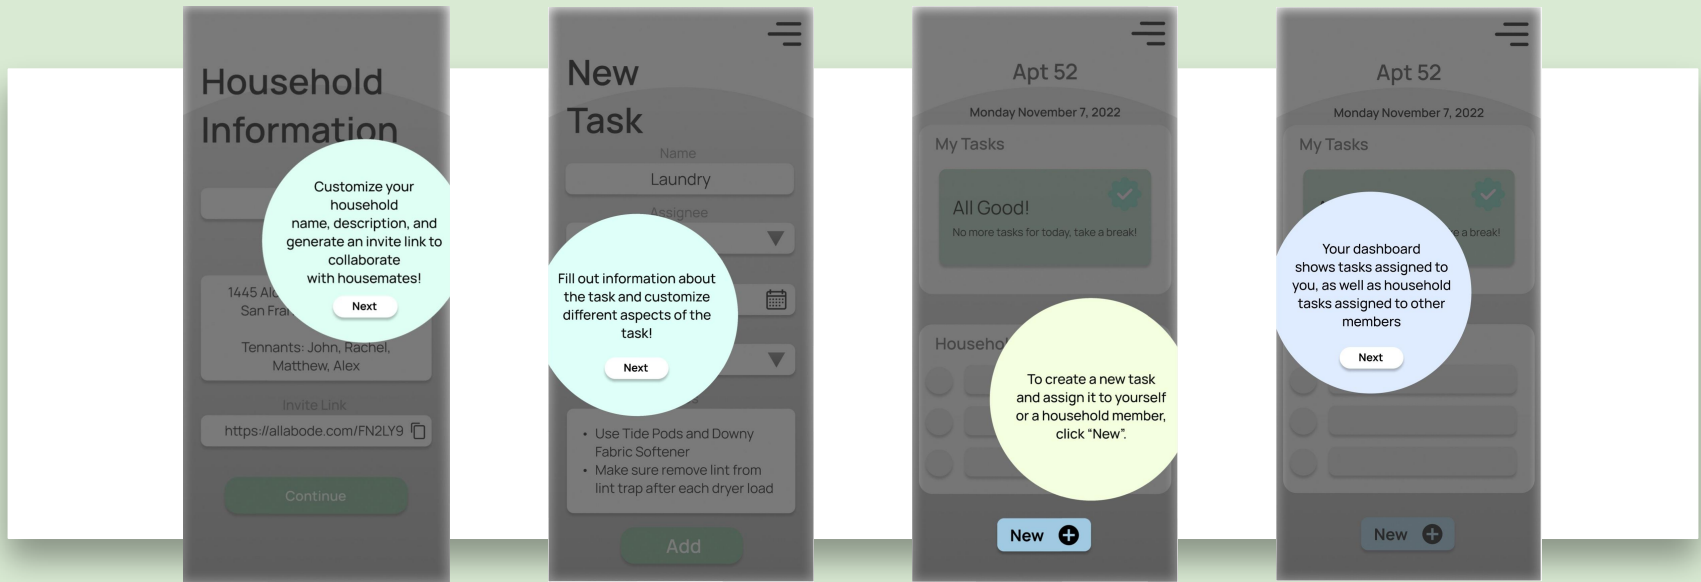 Household
Information
Customize your
household
name, description, and
generate an invite link to
collaborate
with housemates!
Next
1445
San
Tennants: John, Rachel,
Matthew, Alex
Invite Link
https://allabode.com/FN2LY9
Continue
New
Task
Name
Laundry
Assignee
Fill out information about
the task and customize
different aspects of the
task!
Next
• Use Tide Pods and Downy
Fabric Softener
• Make sure remove lint from
lint trap after each dryer load
Add
Apt 52
Monday November 7, 2022
My Tasks
All Good!
No more tasks for today, take a break!
To create a new task
and assign it to yourself
or a household member,
click “New”.
New
Apt 52
Monday November 7, 2022
My Tasks
a break!
Your dashboard
shows tasks assigned to
you, as well as household
tasks assigned to other
members
Next
New